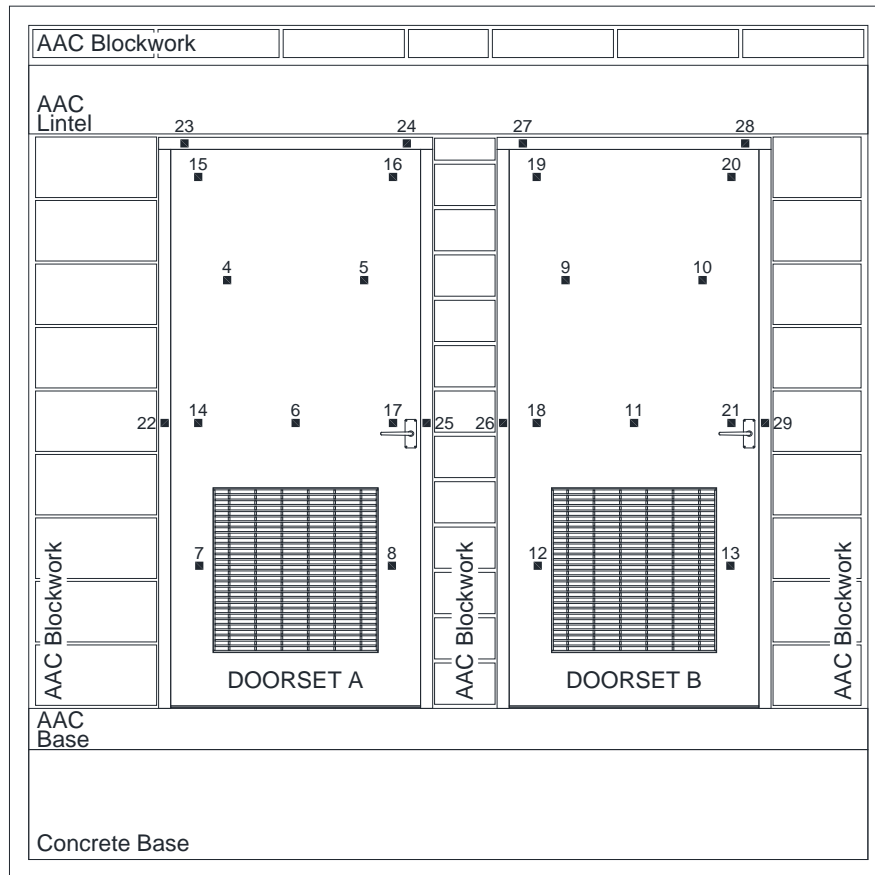 AAC Blockwork
AAC
Lintel
23 24 27 28
15 16 19 20
4 5 9 10
22 14 6 17 25 26 18 11 21 29
7 8 12 13
AAC Blockwork
AAC Blockwork
AAC Blockwork
DOORSET A
DOORSET B
AAC
Base
Concrete Base